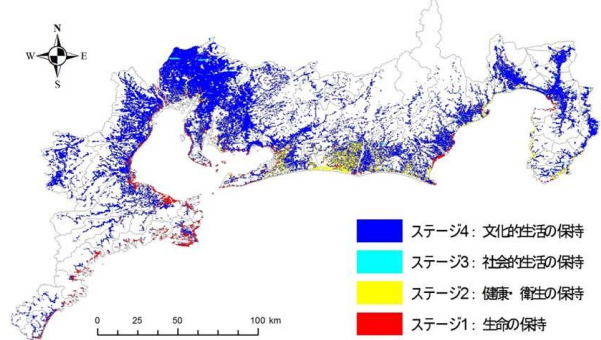 N
W E
S
ステージ4：文化的生活の保持
ステージ3：社会的生活の保持
ステージ2：健康・衛生の保持
ステージ1：生命の保持
0 25 50 100 km